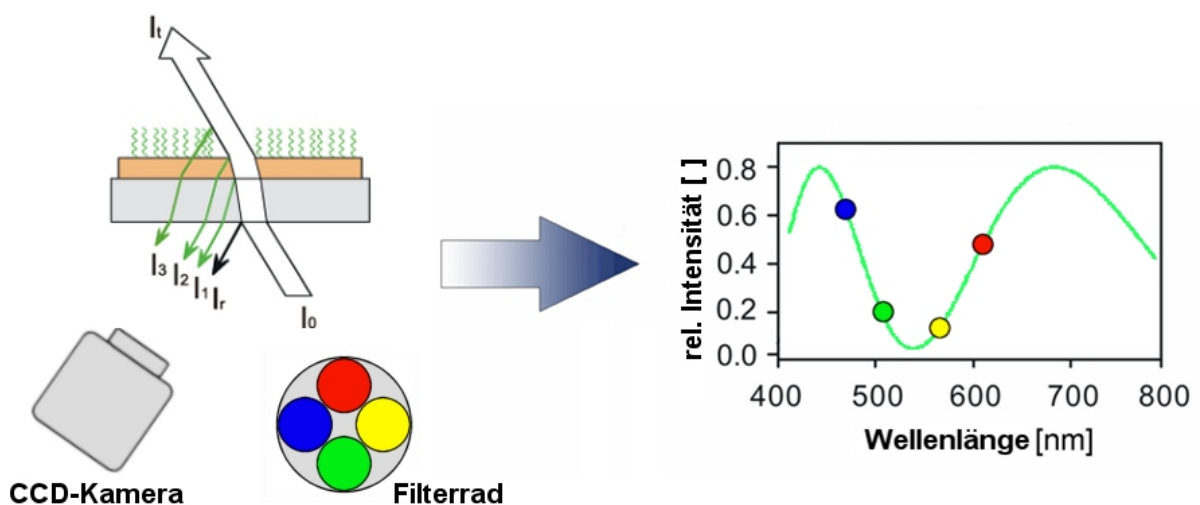 It
I3
I2
I1
Ir
I0
CCD-Kamera
Filterrad
rel. Intensität [ ]
0.8
0.6
0.4
0.2
0.0
400 500 600 700 800
Wellenlänge [nm]